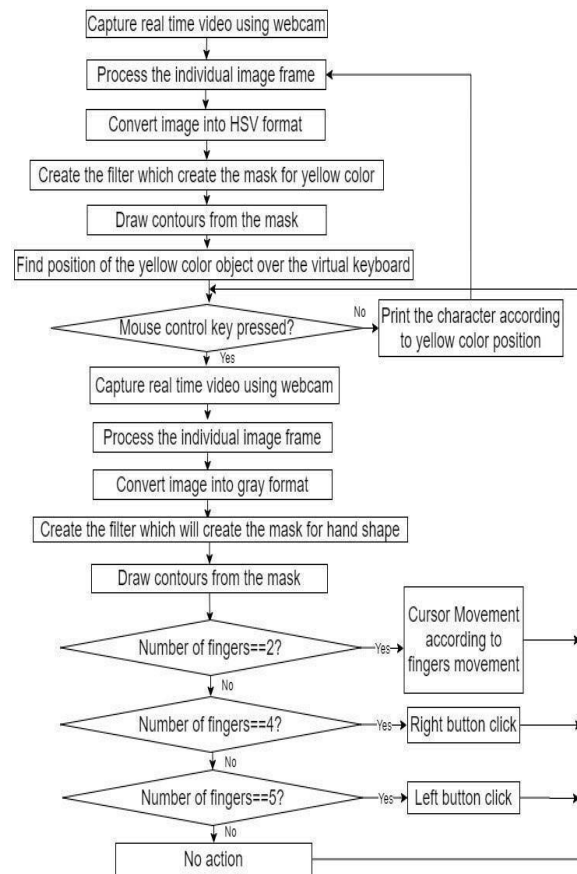 Capture real time video using webcam
Process the individual image frame
Convert image into HSV format
Create the filter which create the mask for yellow color
Draw contours from the mask
Find position of the yellow color object over the virtual keyboard
Mouse control key pressed?
No
Print the character according
to yellow color position
Yes
Capture real time video using webcam
Process the individual image frame
Convert image into gray format
Create the filter which will create the mask for hand shape
Draw contours from the mask
Number of fingers==2?
Yes
Cursor Movement
according to
fingers movement
No
Number of fingers==4?
Yes
Right button click
No
Number of fingers==5?
Yes
Left button click
No
No action